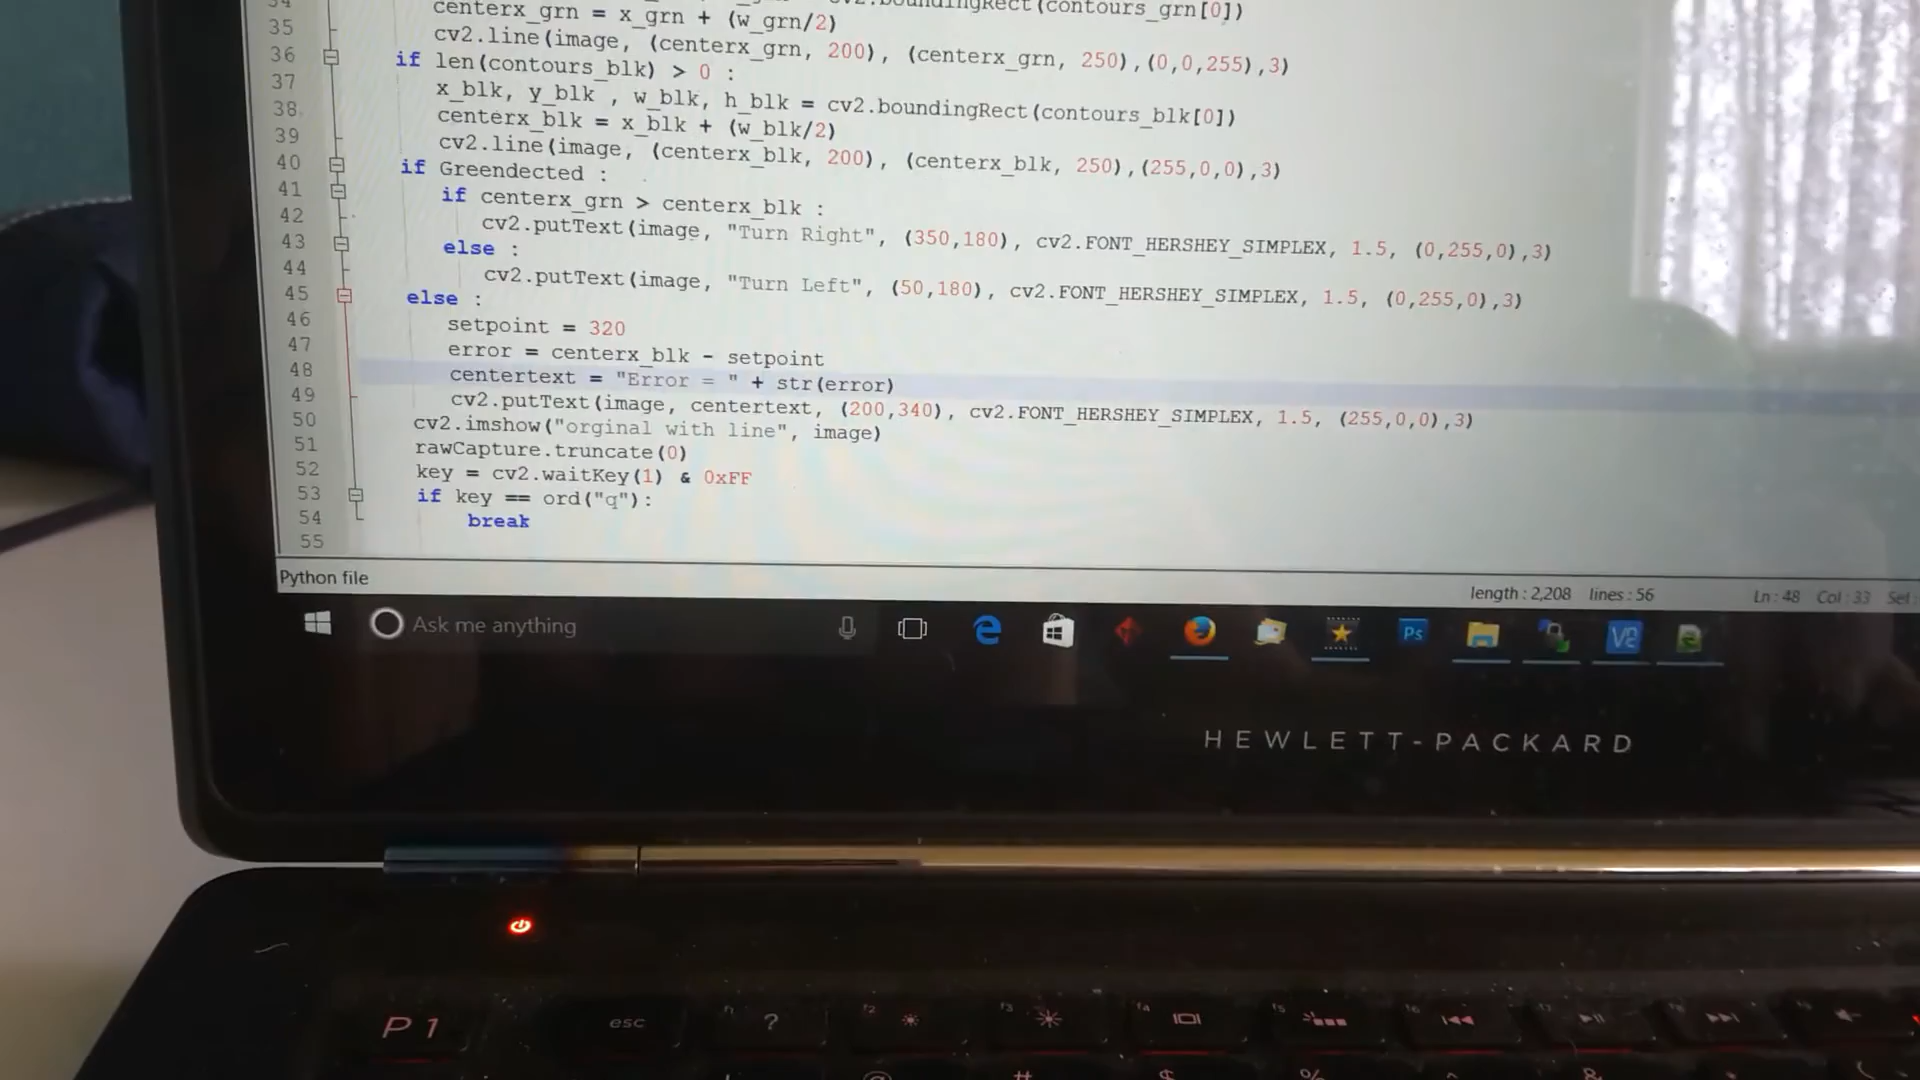 35 centerx_grn = x_grn + (w_grn/2)
36 cv2.line(image, (centerx_grn, 200), (centerx_grn, 250),(0,0,255),3)
37 if len(contours_blk) > 0 :
38 x_blk, y_blk , w_blk, h_blk = cv2.boundingRect(contours_blk[0])
39 centerx_blk = x_blk + (w_blk/2)
40 cv2.line(image, (centerx_blk, 200), (centerx_blk, 250),(255,0,0),3)
41 if Greendected :
42 if centerx_grn > centerx_blk :
43 cv2.putText(image, "Turn Right", (350,180), cv2.FONT_HERSHEY_SIMPLEX, 1.5, (0,255,0),3)
44 else :
45 cv2.putText(image, "Turn Left", (50,180), cv2.FONT_HERSHEY_SIMPLEX, 1.5, (0,255,0),3)
46 else :
47 setpoint = 320
48 error = centerx_blk - setpoint
49 centertext = "Error = " + str(error)
50 cv2.putText(image, centertext, (200,340), cv2.FONT_HERSHEY_SIMPLEX, 1.5, (255,0,0),3)
51 cv2.imshow("orginal with line", image)
52 rawCapture.truncate(0)
53 key = cv2.waitKey(1) & 0xFF
54 if key == ord("q"):
55 break
Python file length : 2,208 lines : 56 Ln : 48 Col : 33 Sel :
Ask me anything
Ps
HEWLETT-PACKARD
P1 esc ? f2 f3 f4 f5
# $ % &